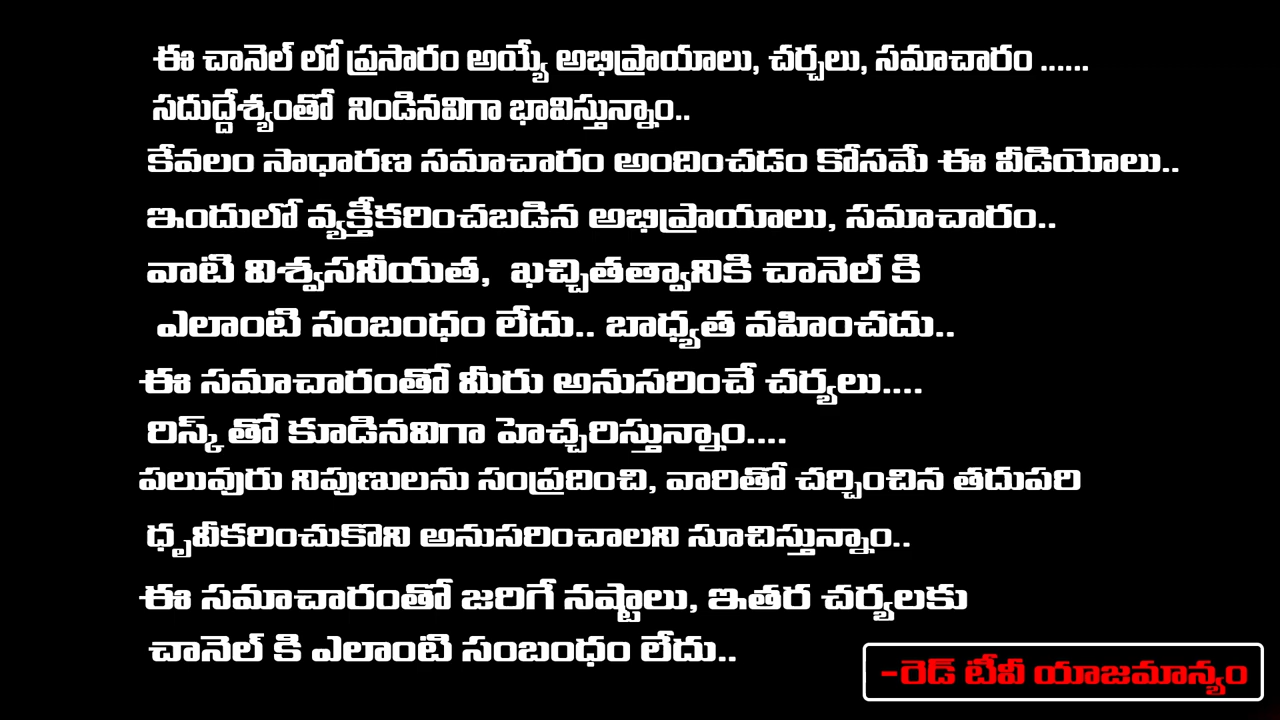 ఈ చానెల్ లో ప్రసారం అయ్యే అభిప్రాయాలు, చర్చలు, సమాచారం ......
సదుద్దేశ్యంతో నిండినవిగా భావిస్తున్నాం..
కేవలం సాధారణ సమాచారం అందించడం కోసమే ఈ వీడియోలు..
ఇందులో వ్యక్తీకరించబడిన అభిప్రాయాలు, సమాచారం..
వాటి విశ్వసనీయత, ఖచ్చితత్వానికి చానెల్ కి
ఎలాంటి సంబంధం లేదు.. బాధ్యత వహించదు..
ఈ సమాచారంతో మీరు అనుసరించే చర్యలు....
రిస్క్ తో కూడినవిగా హెచ్చరిస్తున్నాం....
పలువురు నిపుణులను సంప్రదించి, వారితో చర్చించిన తదుపరి
ధృవీకరించుకొని అనుసరించాలని సూచిస్తున్నాం..
ఈ సమాచారంతో జరిగే నష్టాలు, ఇతర చర్యలకు
చానెల్ కి ఎలాంటి సంబంధం లేదు..
-రెడ్ టీవీ యాజమాన్యం